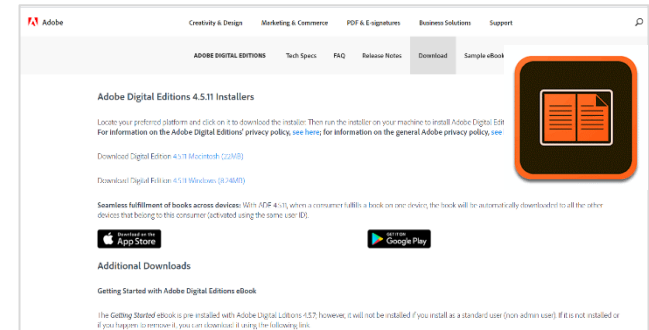 Adobe
Creativity & Design Marketing & Commerce PDF & E-signatures Business Solutions Support
ADOBE DIGITAL EDITIONS Tech Specs FAQ Release Notes Download Sample eBook
Adobe Digital Editions 4.5.11 Installers
Locate your preferred platform and click on it to download the installer. Then run the installer on your machine to install Adobe Digital Edit
For information on the Adobe Digital Editions' privacy policy, see here; for information on the general Adobe privacy policy, see
Download Digital Edition 4.5.11 Macintosh (22MB)
Download Digital Edition 4.5.11 Windows (8.24MB)
Seamless fulfillment of books across devices: With ADE 4.5.11, when a consumer fulfills a book on one device, the book will be automatically downloaded to all the other
devices that belong to this consumer (activated using the same user ID).
Download on the
App Store
GET IT ON
Google Play
Additional Downloads
Getting Started with Adobe Digital Editions eBook
The Getting Started eBook is pre-installed with Adobe Digital Editions 4.5.7; however, it will not be installed if you install as a standard user (non admin user). If it is not installed or
if you happen to remove it, you can download it using the following link